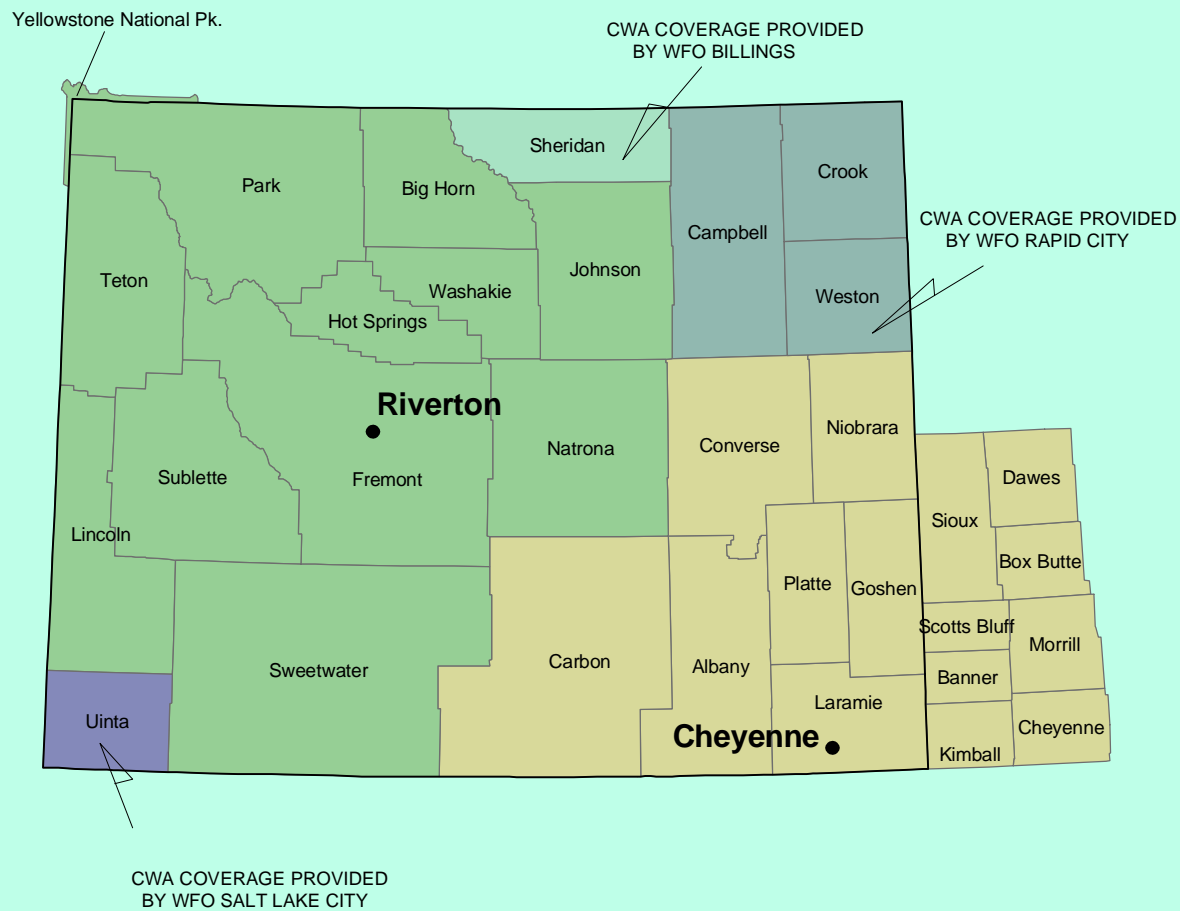 Yellowstone National Pk.
CWA COVERAGE PROVIDED
BY WFO BILLINGS
Sheridan
Crook
Park
Big Horn
CWA COVERAGE PROVIDED
BY WFO RAPID CITY
Campbell
Johnson
Teton
Washakie
Weston
Hot Springs
Riverton
Niobrara
Converse
Natrona
Sublette
Fremont
Dawes
Sioux
Lincoln
Box Butte
Platte
Goshen
Scotts Bluff
Morrill
Carbon
Albany
Sweetwater
Banner
Laramie
Uinta
Cheyenne
Cheyenne
Kimball
CWA COVERAGE PROVIDED
BY WFO SALT LAKE CITY